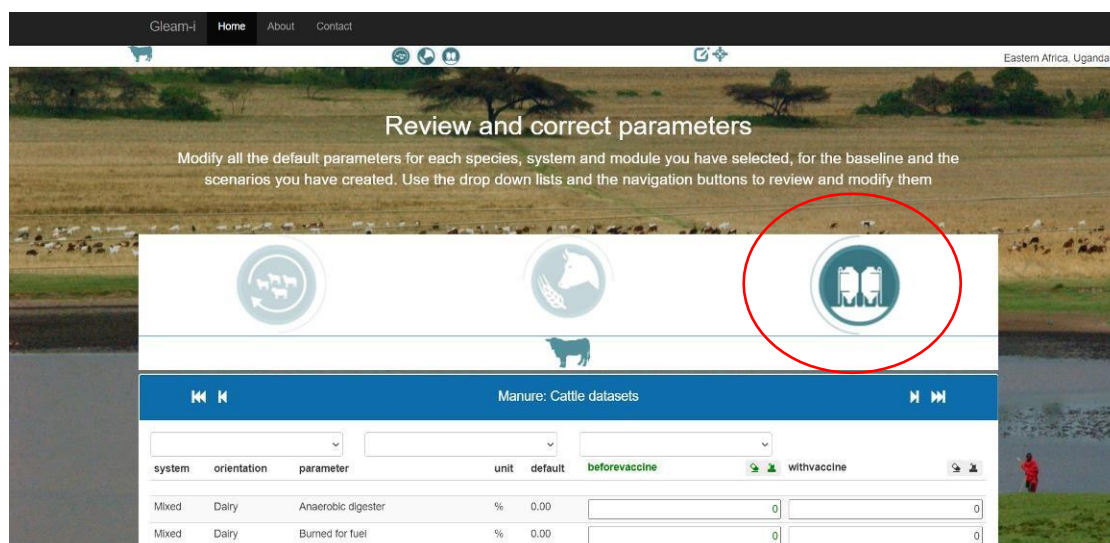 Gleam-i Home About Contact
Eastern Africa, Uganda
Review and correct parameters
Modify all the default parameters for each species, system and module you have selected, for the baseline and the
scenarios you have created. Use the drop down lists and the navigation buttons to review and modify them
Manure: Cattle datasets
system orientation parameter unit default beforevaccine withvaccine
Mixed Dairy Anaerobic digester % 0.00 0 0
Mixed Dairy Burned for fuel % 0.00 0 0